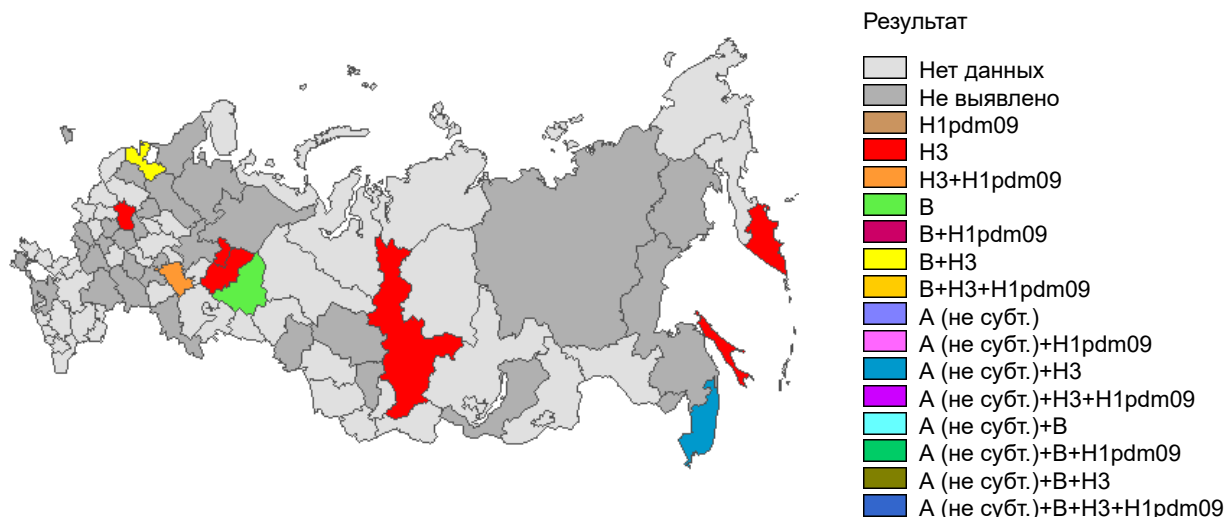 Результат
Нет данных
Не выявлено
H1pdm09
H3
H3+H1pdm09
B
B+H1pdm09
B+H3
B+H3+H1pdm09
А (не субт.)
А (не субт.)+H1pdm09
А (не субт.)+H3
А (не субт.)+H3+H1pdm09
А (не субт.)+B
А (не субт.)+B+H1pdm09
А (не субт.)+B+H3
А (не субт.)+B+H3+H1pdm09